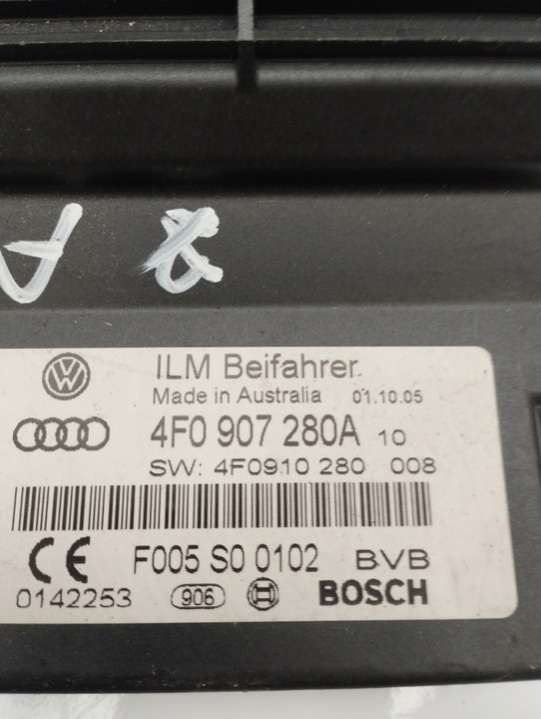 A 8
ILM Beifahrer
Made in Australia 01.10.05
4F0 907 280A 10
SW: 4F0910 280 008
F005 S0 0102 BVB
0142253 906 BOSCH